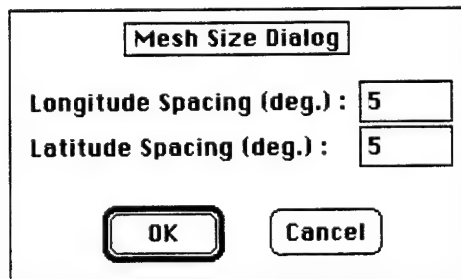 Mesh Size Dialog
Longitude Spacing (deg.) : 5
Latitude Spacing (deg.) : 5
OK Cancel